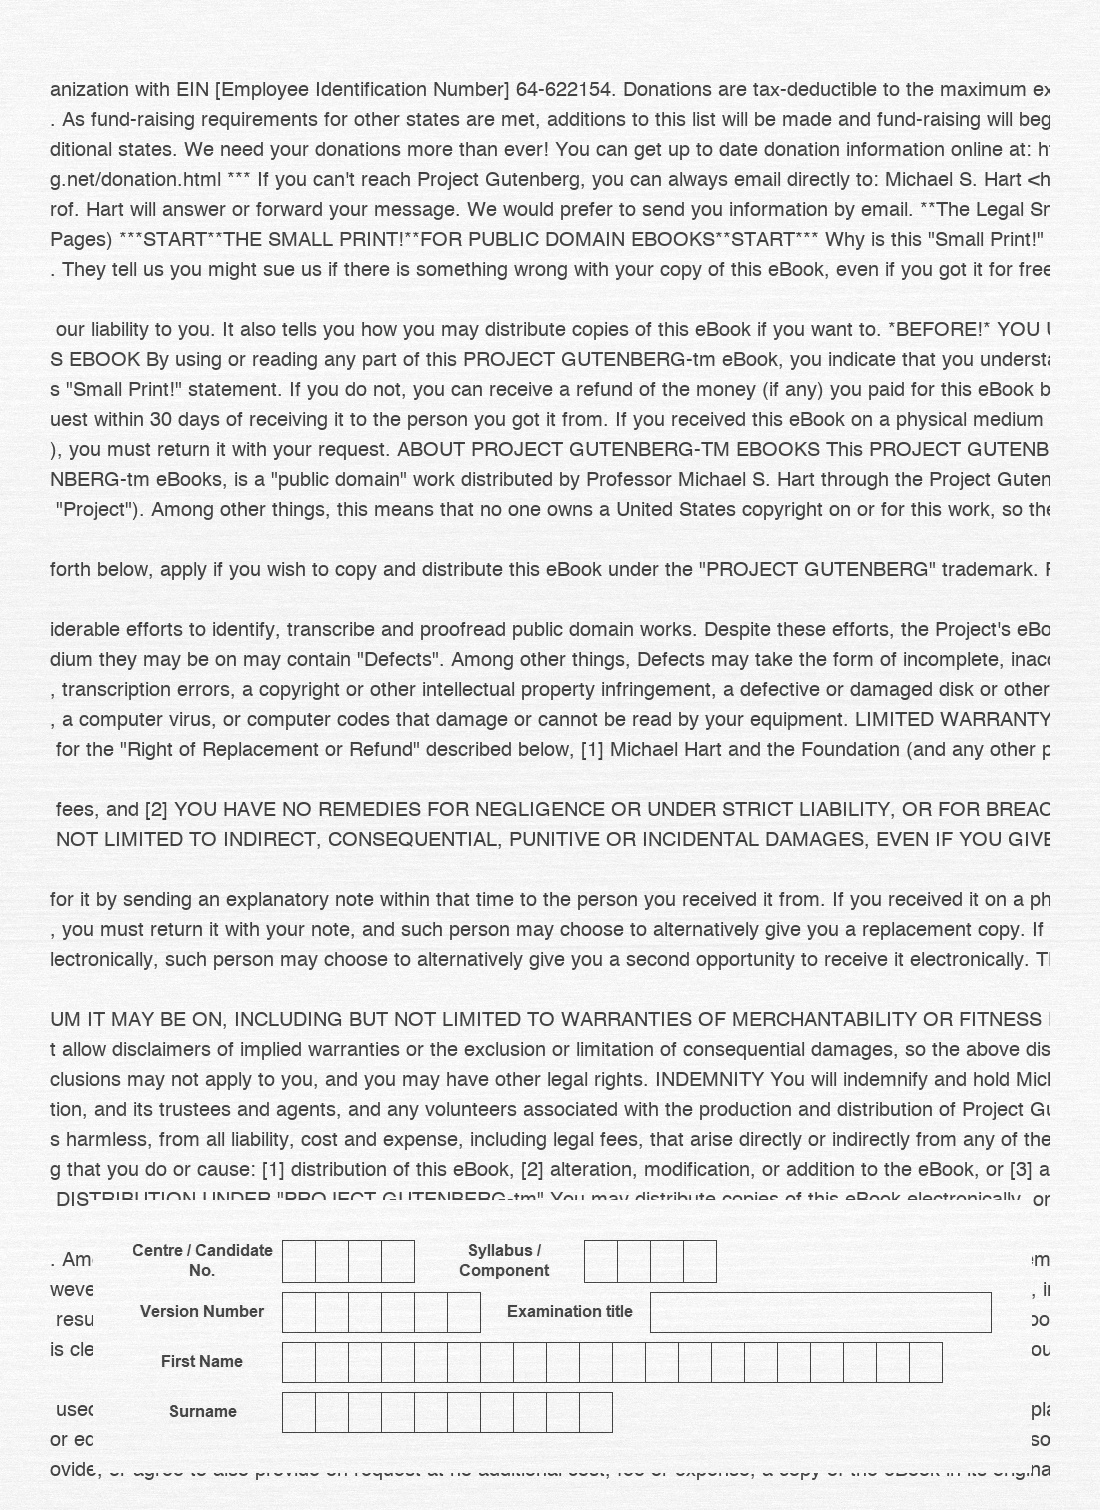 anization with EIN [Employee Identification Number] 64-622154. Donations are tax-deductible to the maximum
. As fund-raising requirements for other states are met, additions to this list will be made and fund-raising will
ditional states. We need your donations more than ever! You can get up to date donation information online at:
g.net/donation.html *** If you can't reach Project Gutenberg, you can always email directly to: Michael S. Hart
rof. Hart will answer or forward your message. We would prefer to send you information by email. **The Legal
Pages) ***START**THE SMALL PRINT!**FOR PUBLIC DOMAIN EBOOKS**START*** Why is this "Small Print!"
. They tell us you might sue us if there is something wrong with your copy of this eBook, even if you got it for free
our liability to you. It also tells you how you may distribute copies of this eBook if you want to. *BEFORE!* YOU
S EBOOK By using or reading any part of this PROJECT GUTENBERG-tm eBook, you indicate that you
s "Small Print!" statement. If you do not, you can receive a refund of the money (if any) you paid for this eBook b
uest within 30 days of receiving it to the person you got it from. If you received this eBook on a physical medium
), you must return it with your request. ABOUT PROJECT GUTENBERG-TM EBOOKS This PROJECT GUTENB
NBERG-tm eBooks, is a "public domain" work distributed by Professor Michael S. Hart through the Project Guten
"Project"). Among other things, this means that no one owns a United States copyright on or for this work, so the
forth below, apply if you wish to copy and distribute this eBook under the "PROJECT GUTENBERG" trademark.
iderable efforts to identify, transcribe and proofread public domain works. Despite these efforts, the Project's eBo
dium they may be on may contain "Defects". Among other things, Defects may take the form of incomplete,
, transcription errors, a copyright or other intellectual property infringement, a defective or damaged disk or other
, a computer virus, or computer codes that damage or cannot be read by your equipment. LIMITED WARRANTY
for the "Right of Replacement or Refund" described below, [1] Michael Hart and the Foundation (and any other
fees, and [2] YOU HAVE NO REMEDIES FOR NEGLIGENCE OR UNDER STRICT LIABILITY, OR FOR BREAC
NOT LIMITED TO INDIRECT, CONSEQUENTIAL, PUNITIVE OR INCIDENTAL DAMAGES, EVEN IF YOU GIVE
for it by sending an explanatory note within that time to the person you received it from. If you received it on a ph
, you must return it with your note, and such person may choose to alternatively give you a replacement copy. If
lectronically, such person may choose to alternatively give you a second opportunity to receive it electronically.
UM IT MAY BE ON, INCLUDING BUT NOT LIMITED TO WARRANTIES OF MERCHANTABILITY OR FITNESS
t allow disclaimers of implied warranties or the exclusion or limitation of consequential damages, so the above dis
clusions may not apply to you, and you may have other legal rights. INDEMNITY You will indemnify and hold
tion, and its trustees and agents, and any volunteers associated with the production and distribution of Project
s harmless, from all liability, cost and expense, including legal fees, that arise directly or indirectly from any of the
g that you do or cause: [1] distribution of this eBook, [2] alteration, modification, or addition to the eBook, or [3] a
DISTRIBUTION UNDER "PROJECT GUTENBERG-tm" You may distribute copies of this eBook electronically, or
Centre / Candidate No.
Syllabus / Component
Version Number
Examination title
First Name
Surname
. Am
weve
resu
is cle
used
or eq
ovide, or agree to also provide on request at no additional cost, fee or expense, a copy of the eBook in its origina